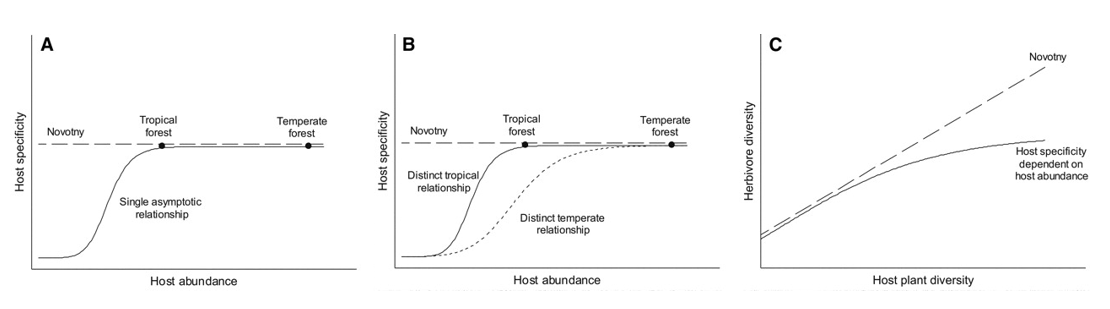 A
Host specificity
Novotny
Tropical
forest
Temperate
forest
Single asymptotic
relationship
Host abundance
B
Host specificity
Novotny
Tropical
forest
Temperate
forest
Distinct tropical
relationship
Distinct temperate
relationship
Host abundance
C
Herbivore diversity
Novotny
Host specificity
dependent on
host abundance
Host plant diversity